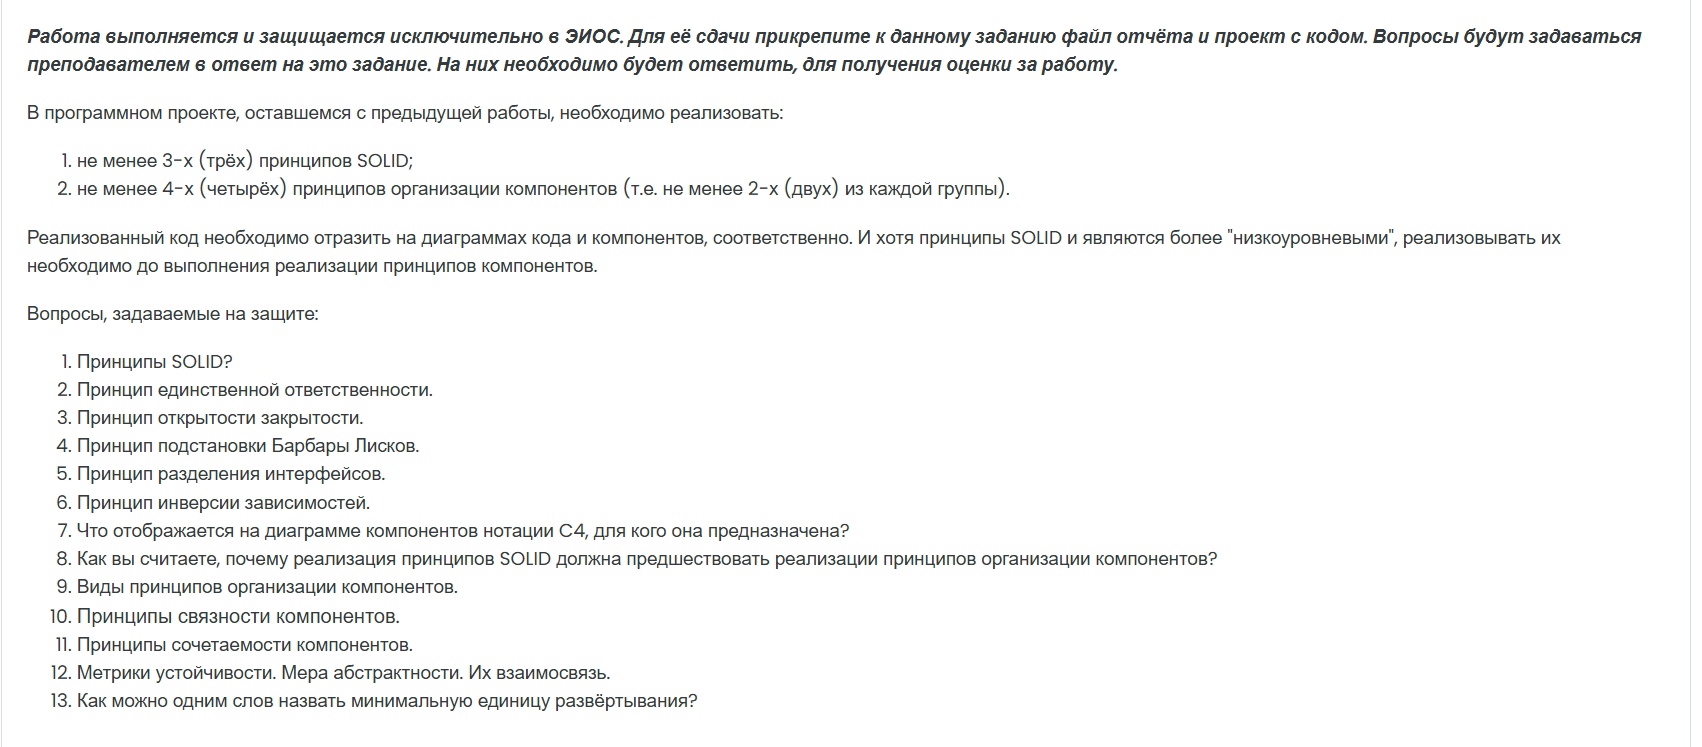 Работа выполняется и защищается исключительно в ЭИОС. Для её сдачи прикрепите к данному заданию файл отчёта и проект с кодом. Вопросы будут задаваться
преподавателем в ответ на это задание. На них необходимо будет ответить, для получения оценки за работу.
В программном проекте, оставшемся с предыдущей работы, необходимо реализовать:
1. не менее 3-х (трёх) принципов SOLID;
2. не менее 4-х (четырёх) принципов организации компонентов (т.е. не менее 2-х (двух) из каждой группы).
Реализованный код необходимо отразить на диаграммах кода и компонентов, соответственно. И хотя принципы SOLID и являются более "низкоуровневыми", реализовывать их
необходимо до выполнения реализации принципов компонентов.
Вопросы, задаваемые на защите:
1. Принципы SOLID?
2. Принцип единственной ответственности.
3. Принцип открытости закрытости.
4. Принцип подстановки Барбары Лисков.
5. Принцип разделения интерфейсов.
6. Принцип инверсии зависимостей.
7. Что отображается на диаграмме компонентов нотации С4, для кого она предназначена?
8. Как вы считаете, почему реализация принципов SOLID должна предшествовать реализации принципов организации компонентов?
9. Виды принципов организации компонентов.
10. Принципы связности компонентов.
11. Принципы сочетаемости компонентов.
12. Метрики устойчивости. Мера абстрактности. Их взаимосвязь.
13. Как можно одним слов назвать минимальную единицу развёртывания?